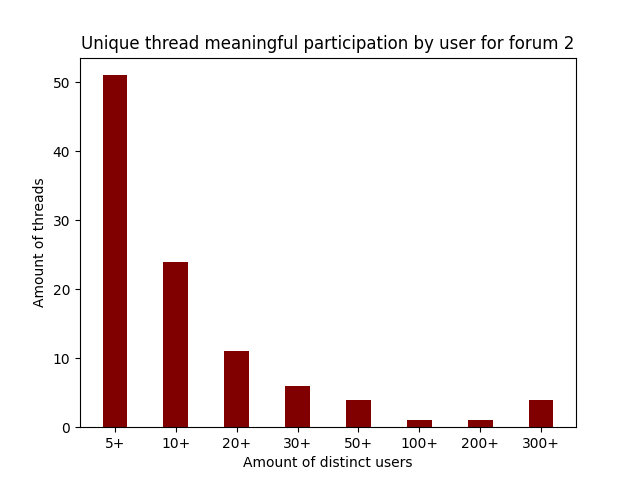 Unique thread meaningful participation by user for forum 2
50
40
30
20
10
0
Amount of threads
5+ 10+ 20+ 30+ 50+ 100+ 200+ 300+
Amount of distinct users